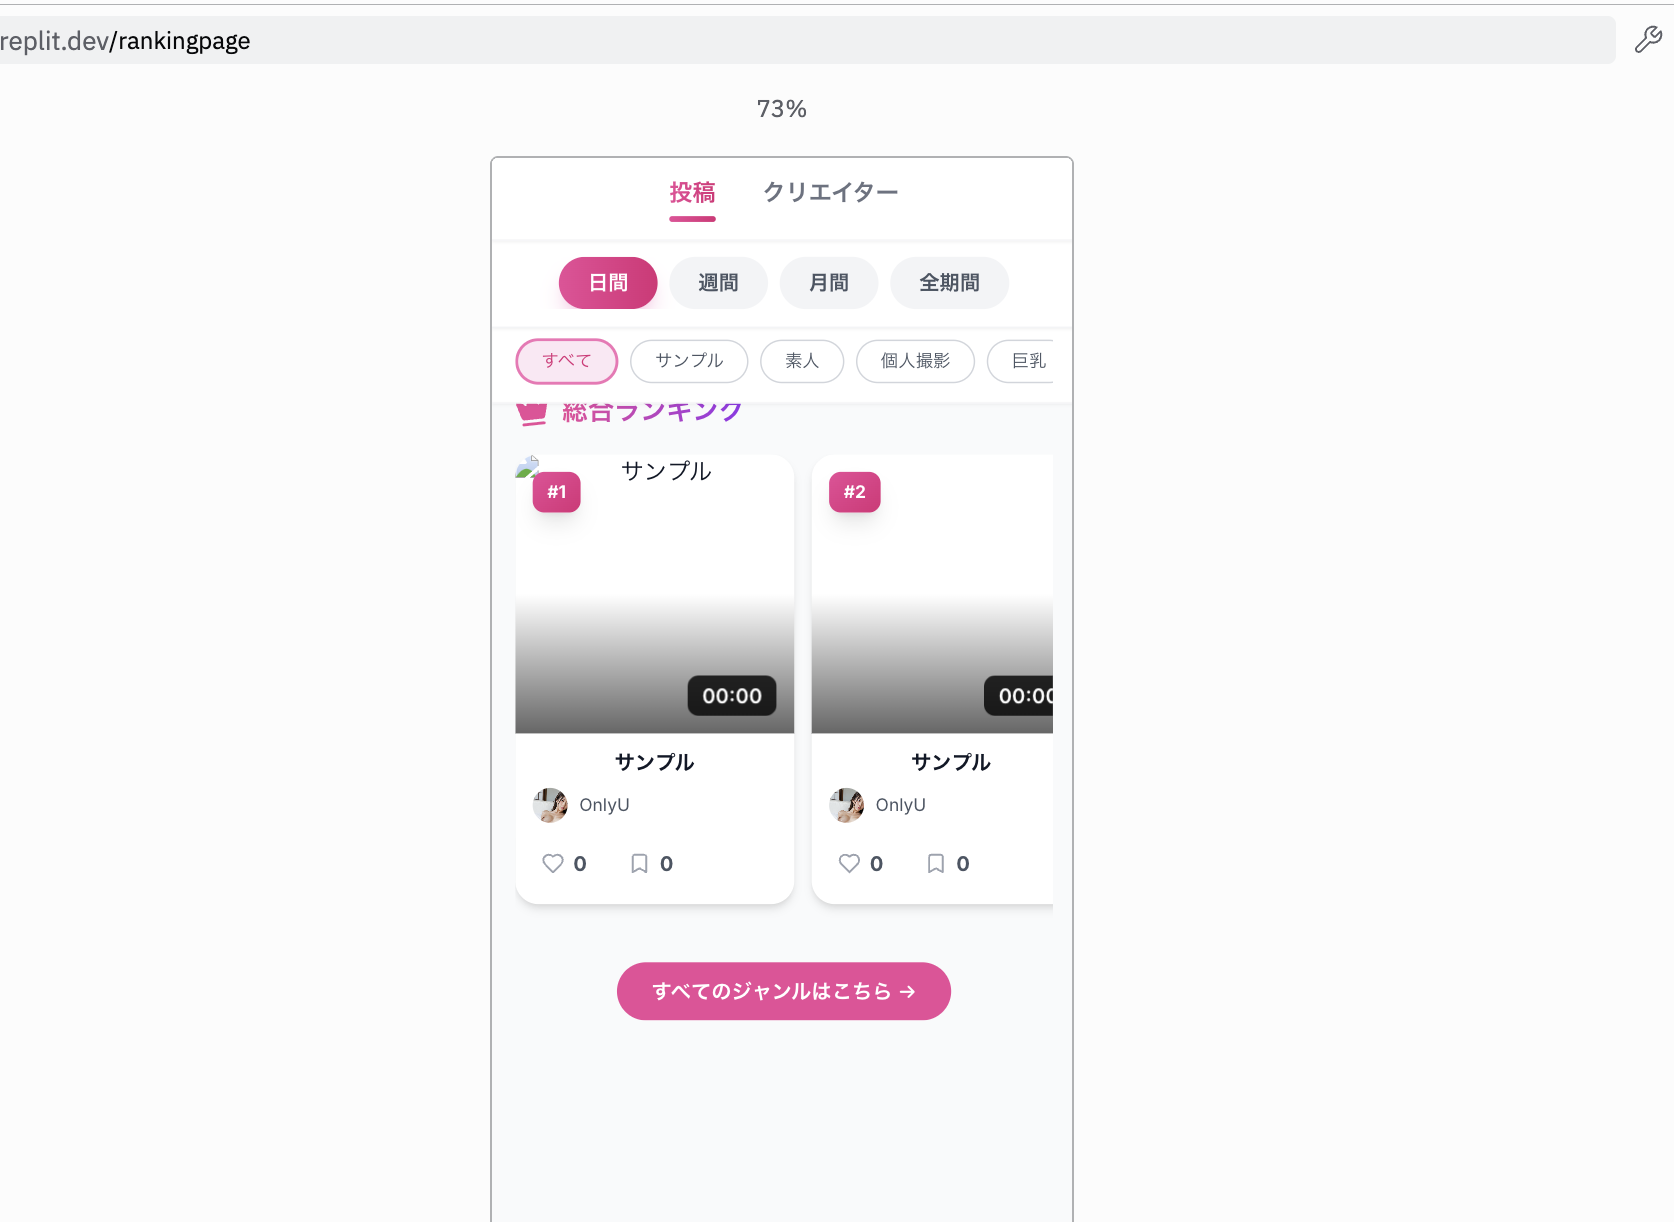 replit.dev/rankingpage
73%
投稿 クリエイター
日間 週間 月間 全期間
すべて サンプル 素人 個人撮影 巨乳
総合ランキング
サンプル
#1 #2
00:00 00:00
サンプル サンプル
OnlyU OnlyU
0 0 0 0
すべてのジャンルはこちら →